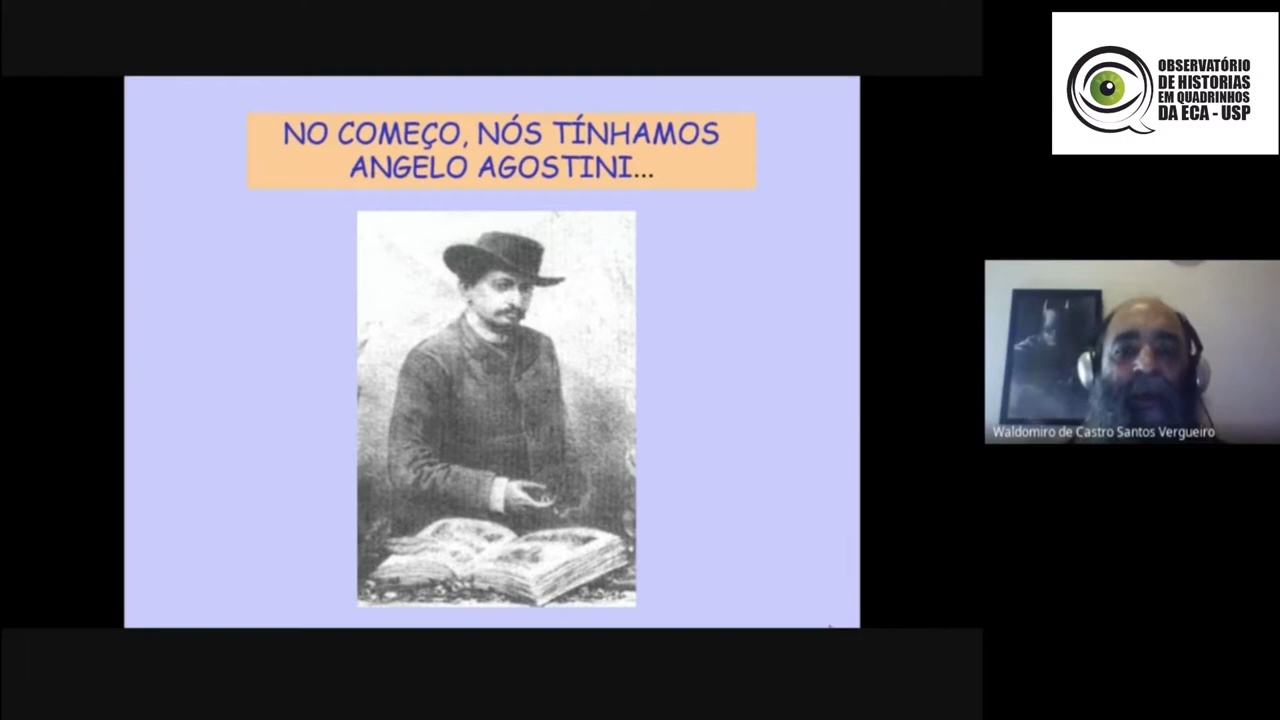 NO COMEÇO, NÓS TÍNHAMOS
ANGELO AGOSTINI...
OBSERVATÓRIO
DE HISTORIAS
EM QUADRINHOS
DA ECA - USP
Waldomiro de Castro Santos Vergueiro